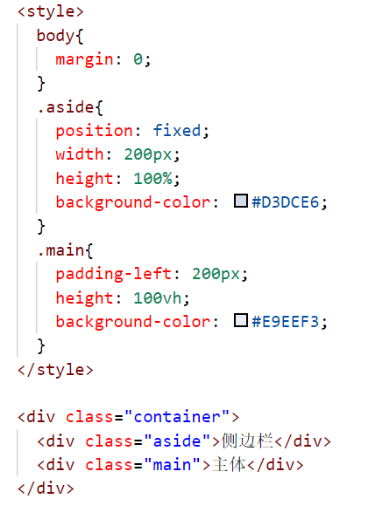 <style>
body{
margin: 0;
}
.aside{
position: fixed;
width: 200px;
height: 100%;
background-color: #D3DCE6;
}
.main{
padding-left: 200px;
height: 100vh;
background-color: #E9EEF3;
}
</style>
<div class="container">
<div class="aside">侧边栏</div>
<div class="main">主体</div>
</div>